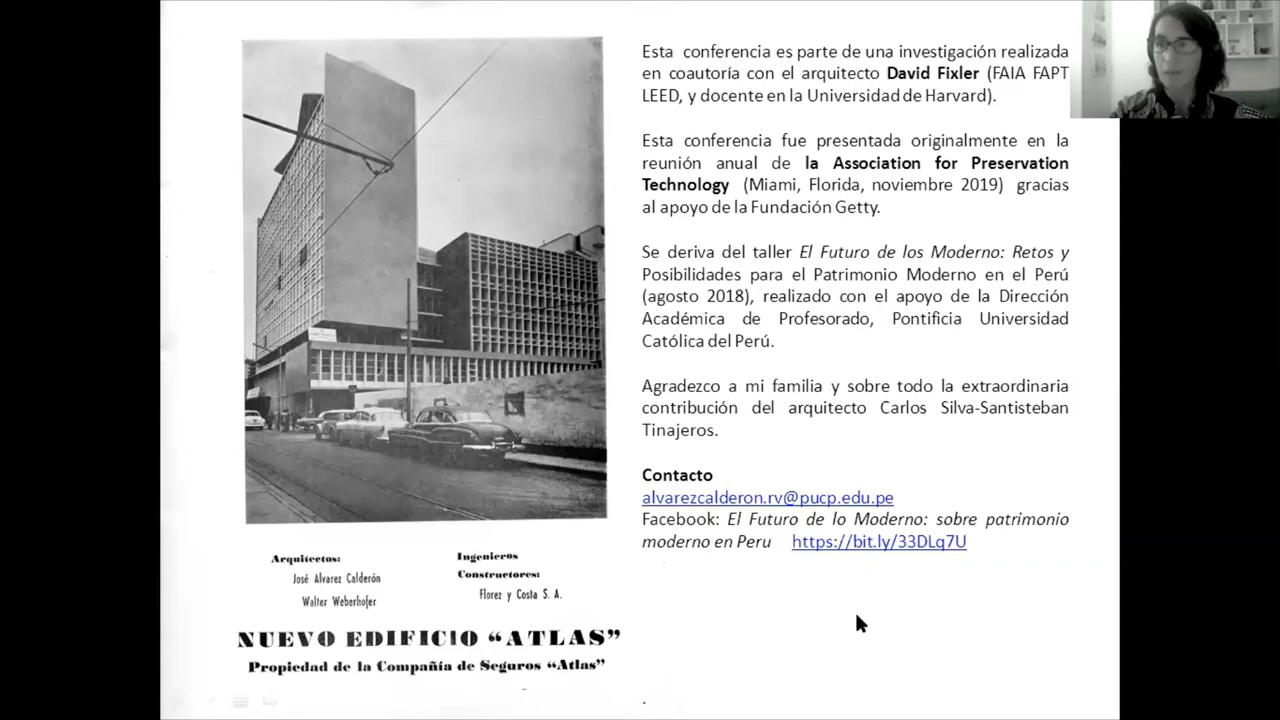 Esta conferencia es parte de una investigación realizada
en coautoría con el arquitecto David Fixler (FAIA FAPT
LEED, y docente en la Universidad de Harvard).
Esta conferencia fue presentada originalmente en la
reunión anual de la Association for Preservation
Technology (Miami, Florida, noviembre 2019) gracias
al apoyo de la Fundación Getty.
Se deriva del taller El Futuro de los Moderno: Retos y
Posibilidades para el Patrimonio Moderno en el Perú
(agosto 2018), realizado con el apoyo de la Dirección
Académica de Profesorado, Pontificia Universidad
Católica del Perú.
Agradezco a mi familia y sobre todo la extraordinaria
contribución del arquitecto Carlos Silva-Santisteban
Tinajeros.
Contacto
alvarezcalderon.rv@pucp.edu.pe
Facebook: El Futuro de lo Moderno: sobre patrimonio
moderno en Peru https://bit.ly/33DLq7U
Arquitectos:
José Alvarez Calderón
Walter Weberhofer
Ingenieros
Constructores:
Florez y Costa S. A.
NUEVO EDIFICIO “ATLAS”
Propiedad de la Compañía de Seguros “Atlas”